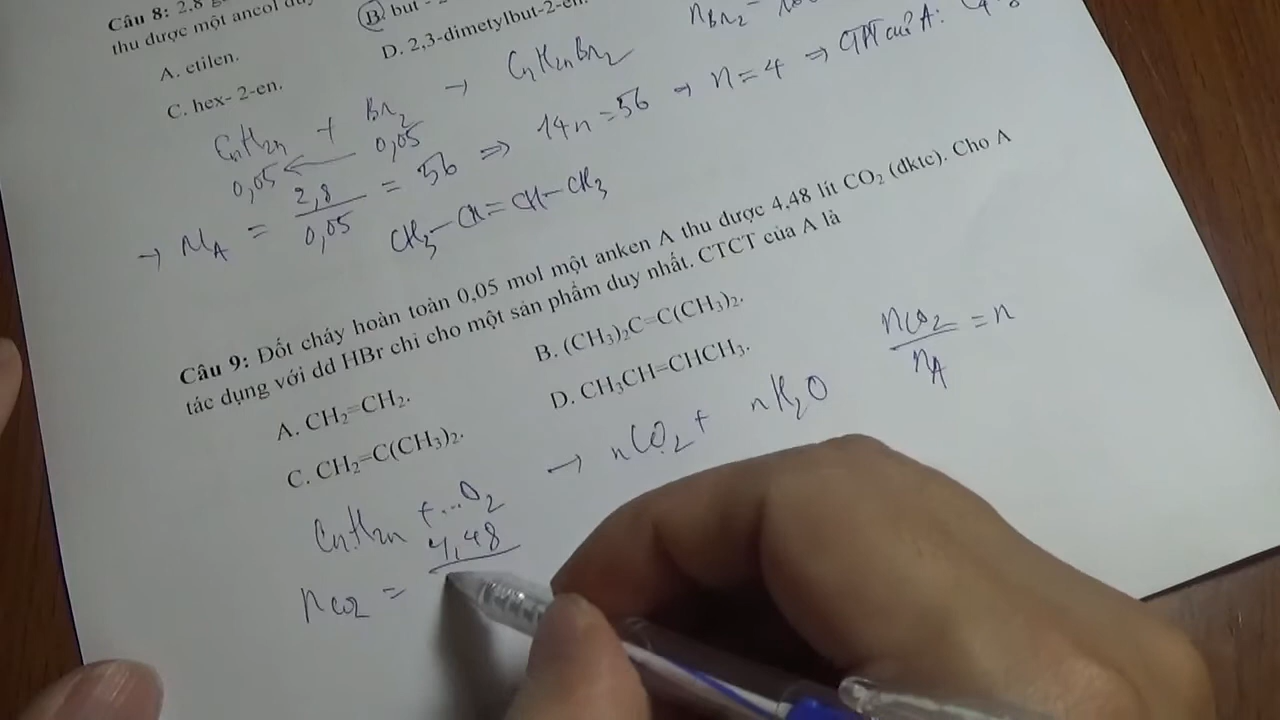 Câu 8: 2,8
thu được một ancol
A. etilen.
B. but -
C. hex- 2-en.
D. 2,3-dimetylbut-2-en.
nBr2 =
CnH2n + Br2 → CnH2nBr2
0,05 ← 0,05
→ MA = 2,8 / 0,05 = 56 ⇒ 14n = 56 → n = 4 ⇒ CTPT của A:
CH3-CH=CH-CH3
Câu 9: Đốt cháy hoàn toàn 0,05 mol một anken A thu được 4,48 lít CO2 (đktc). Cho A
tác dụng với dd HBr chỉ cho một sản phẩm duy nhất. CTCT của A là
A. CH2=CH2.
B. (CH3)2C=C(CH3)2.
C. CH2=C(CH3)2.
D. CH3CH=CHCH3.
nCO2 / nA = n
CnH2n + ...O2 → nCO2 + nH2O
nCO2 = 4,48